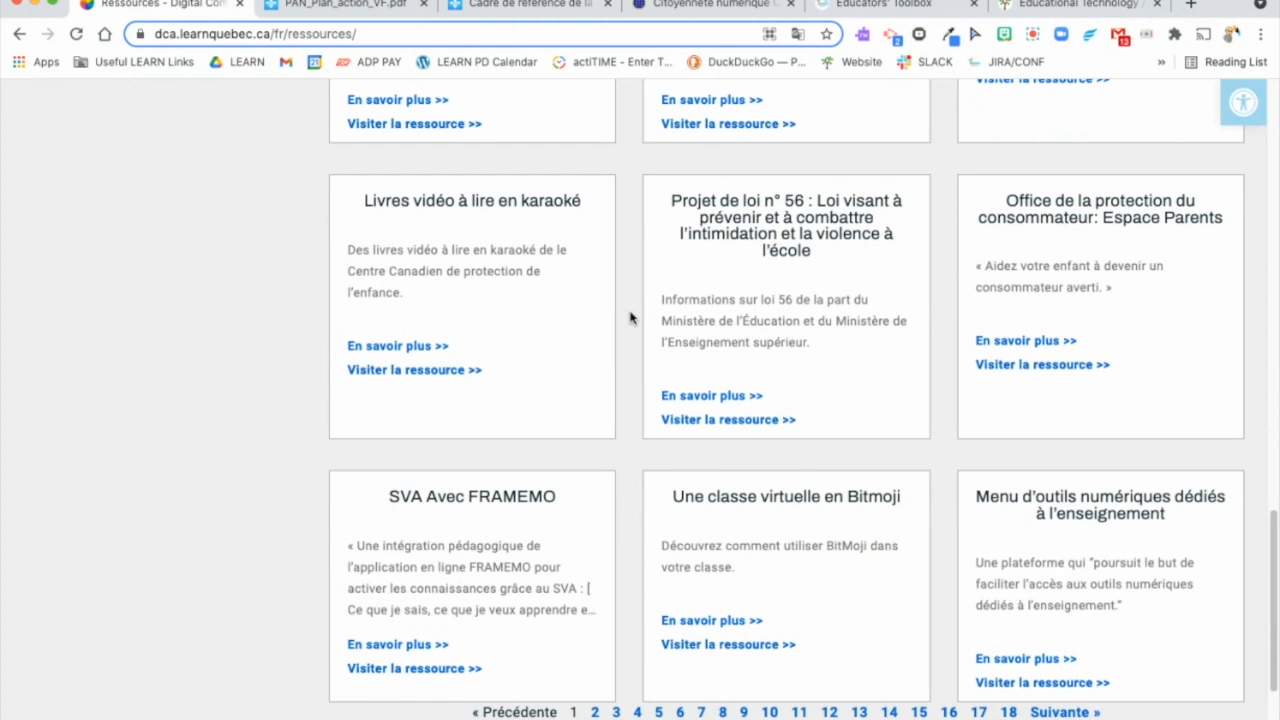 Ressources - Digital Com
PAN_Plan_action_VF.pdf
Cadre de référence de la
Citoyenneté numérique C
Educators' Toolbox
Educational Technology
dca.learnquebec.ca/fr/ressources/
2
13
Apps
Useful LEARN Links
LEARN
ADP PAY
LEARN PD Calendar
actiTIME - Enter T...
DuckDuckGo — P...
Website
SLACK
JIRA/CONF
»
Reading List
En savoir plus >>
Visiter la ressource >>
En savoir plus >>
Visiter la ressource >>
Visiter la ressource >>
Livres vidéo à lire en karaoké
Des livres vidéo à lire en karaoké de le
Centre Canadien de protection de
l'enfance.
En savoir plus >>
Visiter la ressource >>
Projet de loi n° 56 : Loi visant à
prévenir et à combattre
l'intimidation et la violence à
l'école
Informations sur loi 56 de la part du
Ministère de l'Éducation et du Ministère de
l'Enseignement supérieur.
En savoir plus >>
Visiter la ressource >>
Office de la protection du
consommateur: Espace Parents
« Aidez votre enfant à devenir un
consommateur averti. »
En savoir plus >>
Visiter la ressource >>
SVA Avec FRAMEMO
« Une intégration pédagogique de
l'application en ligne FRAMEMO pour
activer les connaissances grâce au SVA : [
Ce que je sais, ce que je veux apprendre e...
En savoir plus >>
Visiter la ressource >>
Une classe virtuelle en Bitmoji
Découvrez comment utiliser BitMoji dans
votre classe.
En savoir plus >>
Visiter la ressource >>
Menu d'outils numériques dédiés
à l'enseignement
Une plateforme qui "poursuit le but de
faciliter l'accès aux outils numériques
dédiés à l'enseignement."
En savoir plus >>
Visiter la ressource >>
« Précédente 1 2 3 4 5 6 7 8 9 10 11 12 13 14 15 16 17 18 Suivante »